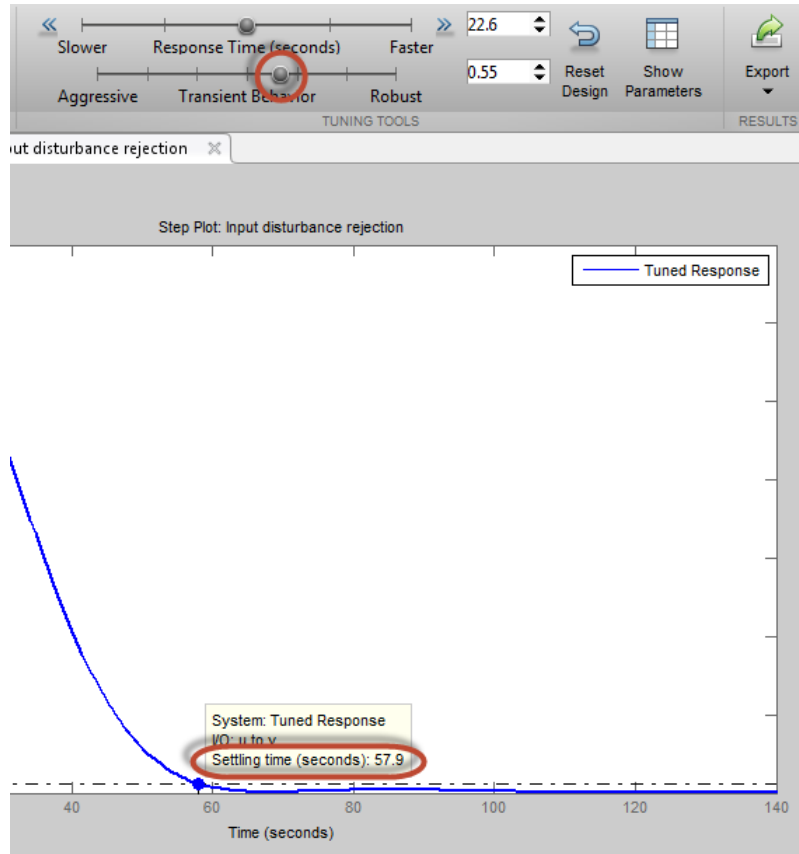 22.6
Slower Response Time (seconds) Faster
0.55
Reset Design
Show Parameters
Export
Aggressive Transient Behavior Robust
TUNING TOOLS
RESULTS
out disturbance rejection
Step Plot: Input disturbance rejection
Tuned Response
System: Tuned Response
I/O: u to y
Settling time (seconds): 57.9
40 60 80 100 120 140
Time (seconds)